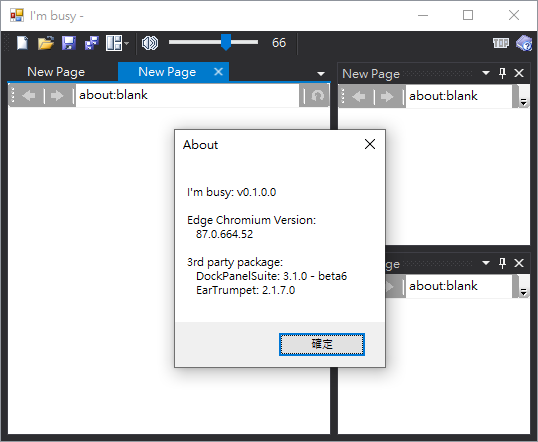 I'm busy -
66
TOP
New Page
New Page
New Page
about:blank
about:blank
About
I'm busy: v0.1.0.0
Edge Chromium Version:
87.0.664.52
3rd party package:
DockPanelSuite: 3.1.0 - beta6
EarTrumpet: 2.1.7.0
確定
ge
about:blank